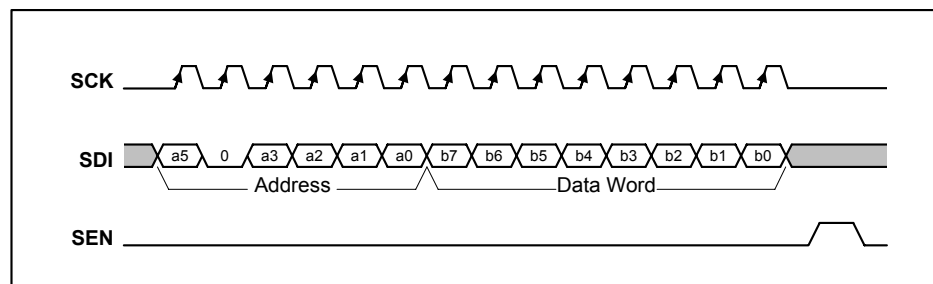 SCK
SDI a5 0 a3 a2 a1 a0 b7 b6 b5 b4 b3 b2 b1 b0
Address Data Word
SEN